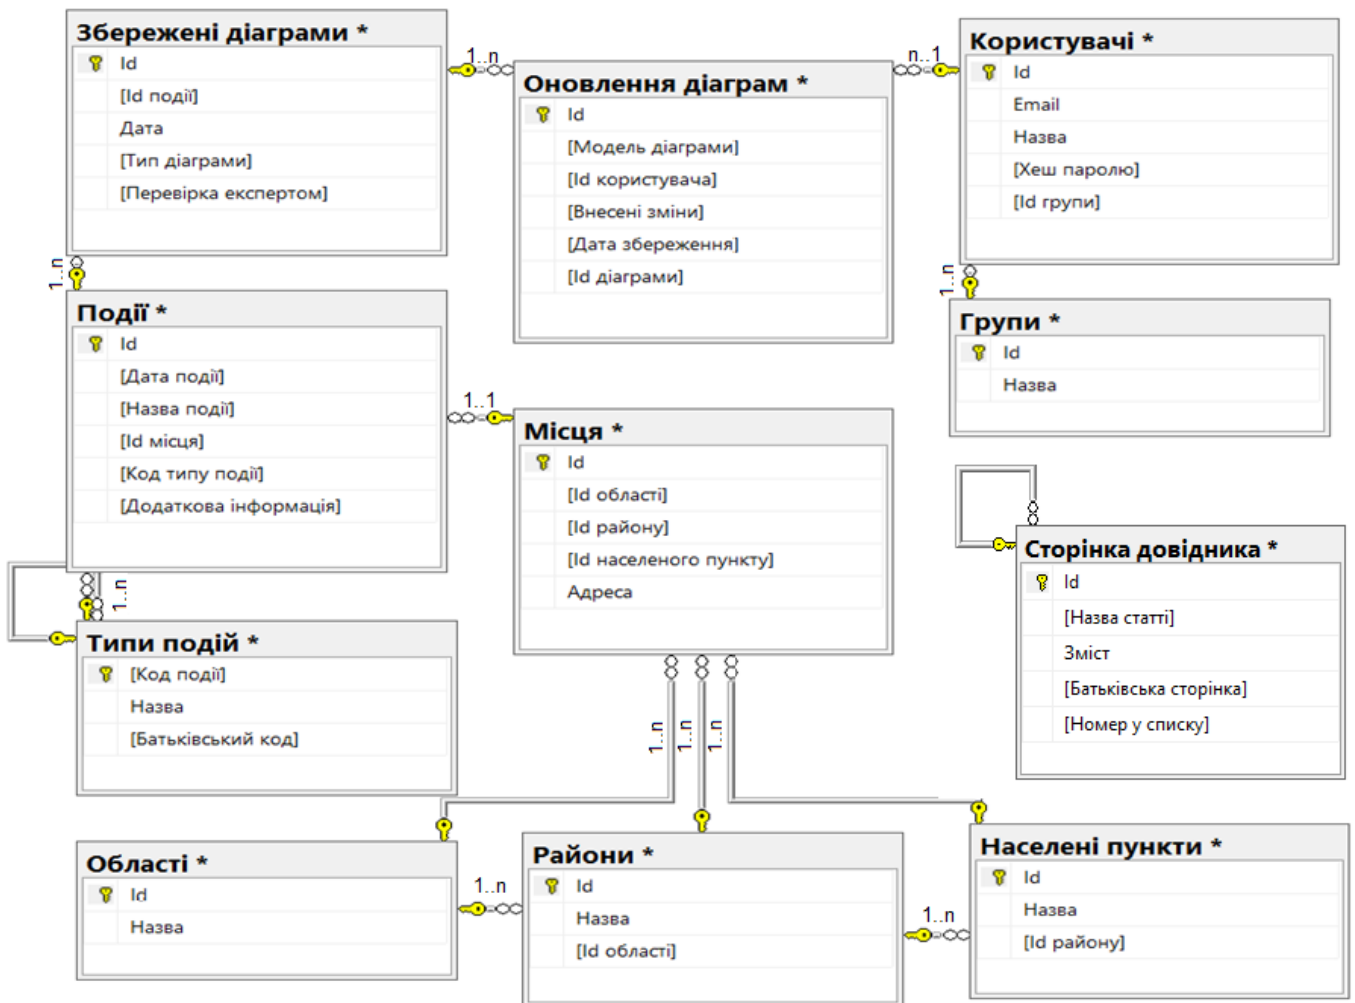 Збережені діаграми *
Id
[Id події]
Дата
[Тип діаграми]
[Перевірка експертом]
1..n
Оновлення діаграм *
Id
[Модель діаграми]
[Id користувача]
[Внесені зміни]
[Дата збереження]
[Id діаграми]
n..1
Користувачі *
Id
Email
Назва
[Хеш паролю]
[Id групи]
1..n
Події *
Id
[Дата події]
[Назва події]
[Id місця]
[Код типу події]
[Додаткова інформація]
1..1
Місця *
Id
[Id області]
[Id району]
[Id населеного пункту]
Адреса
1..n
Групи *
Id
Назва
Сторінка довідника *
Id
[Назва статті]
Зміст
[Батьківська сторінка]
[Номер у списку]
1..n
Типи подій *
[Код події]
Назва
[Батьківський код]
1..n
1..n
1..n
Області *
Id
Назва
1..n
Райони *
Id
Назва
[Id області]
1..n
Населені пункти *
Id
Назва
[Id району]